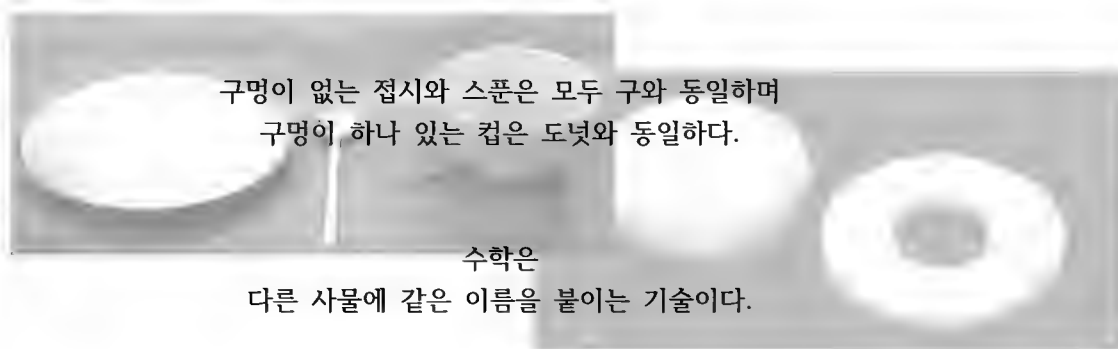 구멍이 없는 접시와 스푼은 모두 구와 동일하며
구멍이 하나 있는 컵은 도넛와 동일하다.
수학은
다른 사물에 같은 이름을 붙이는 기술이다.